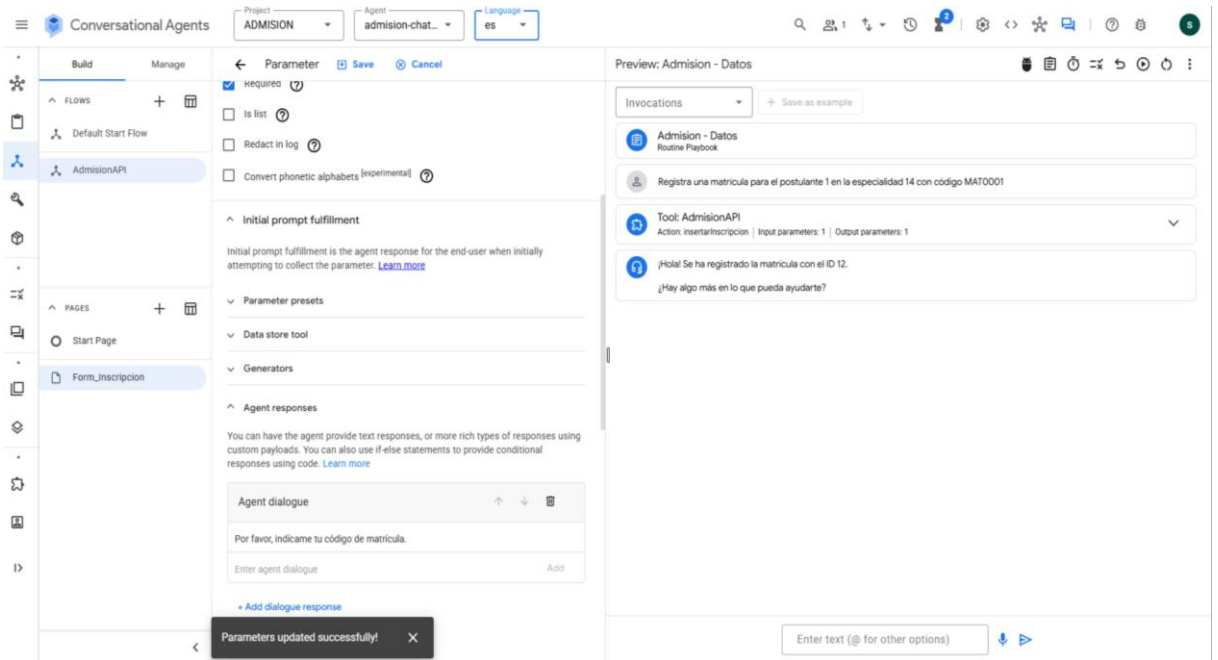 Conversational Agents
Project
ADMISION
Agent
admision-chat...
Language
es
1
2
s
Build
Manage
FLOWS
Default Start Flow
AdmisionAPI
PAGES
Start Page
Form_Inscripcion
Parameter
Save
Cancel
Required
Is list
Redact in log
Convert phonetic alphabets [experimental]
Initial prompt fulfillment
Initial prompt fulfillment is the agent response for the end-user when initially
attempting to collect the parameter. Learn more
Parameter presets
Data store tool
Generators
Agent responses
You can have the agent provide text responses, or more rich types of responses using
custom payloads. You can also use if-else statements to provide conditional
responses using code. Learn more
Agent dialogue
Por favor, indícame tu código de matrícula.
Enter agent dialogue
Add
+ Add dialogue response
Parameters updated successfully!
Preview: Admision - Datos
Invocations
+ Save as example
Admision - Datos
Routine Playbook
Registra una matricula para el postulante 1 en la especialidad 14 con código MAT0001
Tool: AdmisionAPI
Action: insertarInscripcion | Input parameters: 1 | Output parameters: 1
¡Hola! Se ha registrado la matricula con el ID 12.
¿Hay algo más en lo que pueda ayudarte?
Enter text (@ for other options)